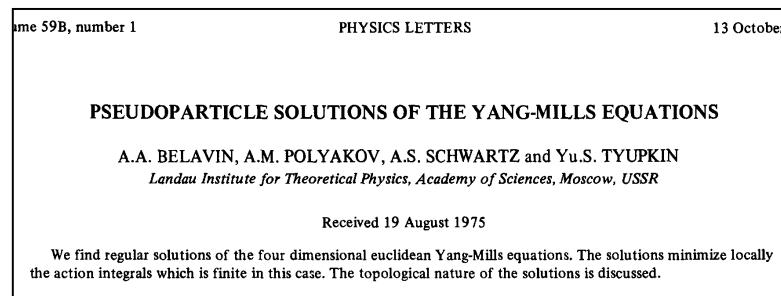 me 59B, number 1 PHYSICS LETTERS 13 Octobe
PSEUDOPARTICLE SOLUTIONS OF THE YANG-MILLS EQUATIONS
A.A. BELAVIN, A.M. POLYAKOV, A.S. SCHWARTZ and Yu.S. TYUPKIN
Landau Institute for Theoretical Physics, Academy of Sciences, Moscow, USSR
Received 19 August 1975
We find regular solutions of the four dimensional euclidean Yang-Mills equations. The solutions minimize locally
the action integrals which is finite in this case. The topological nature of the solutions is discussed.